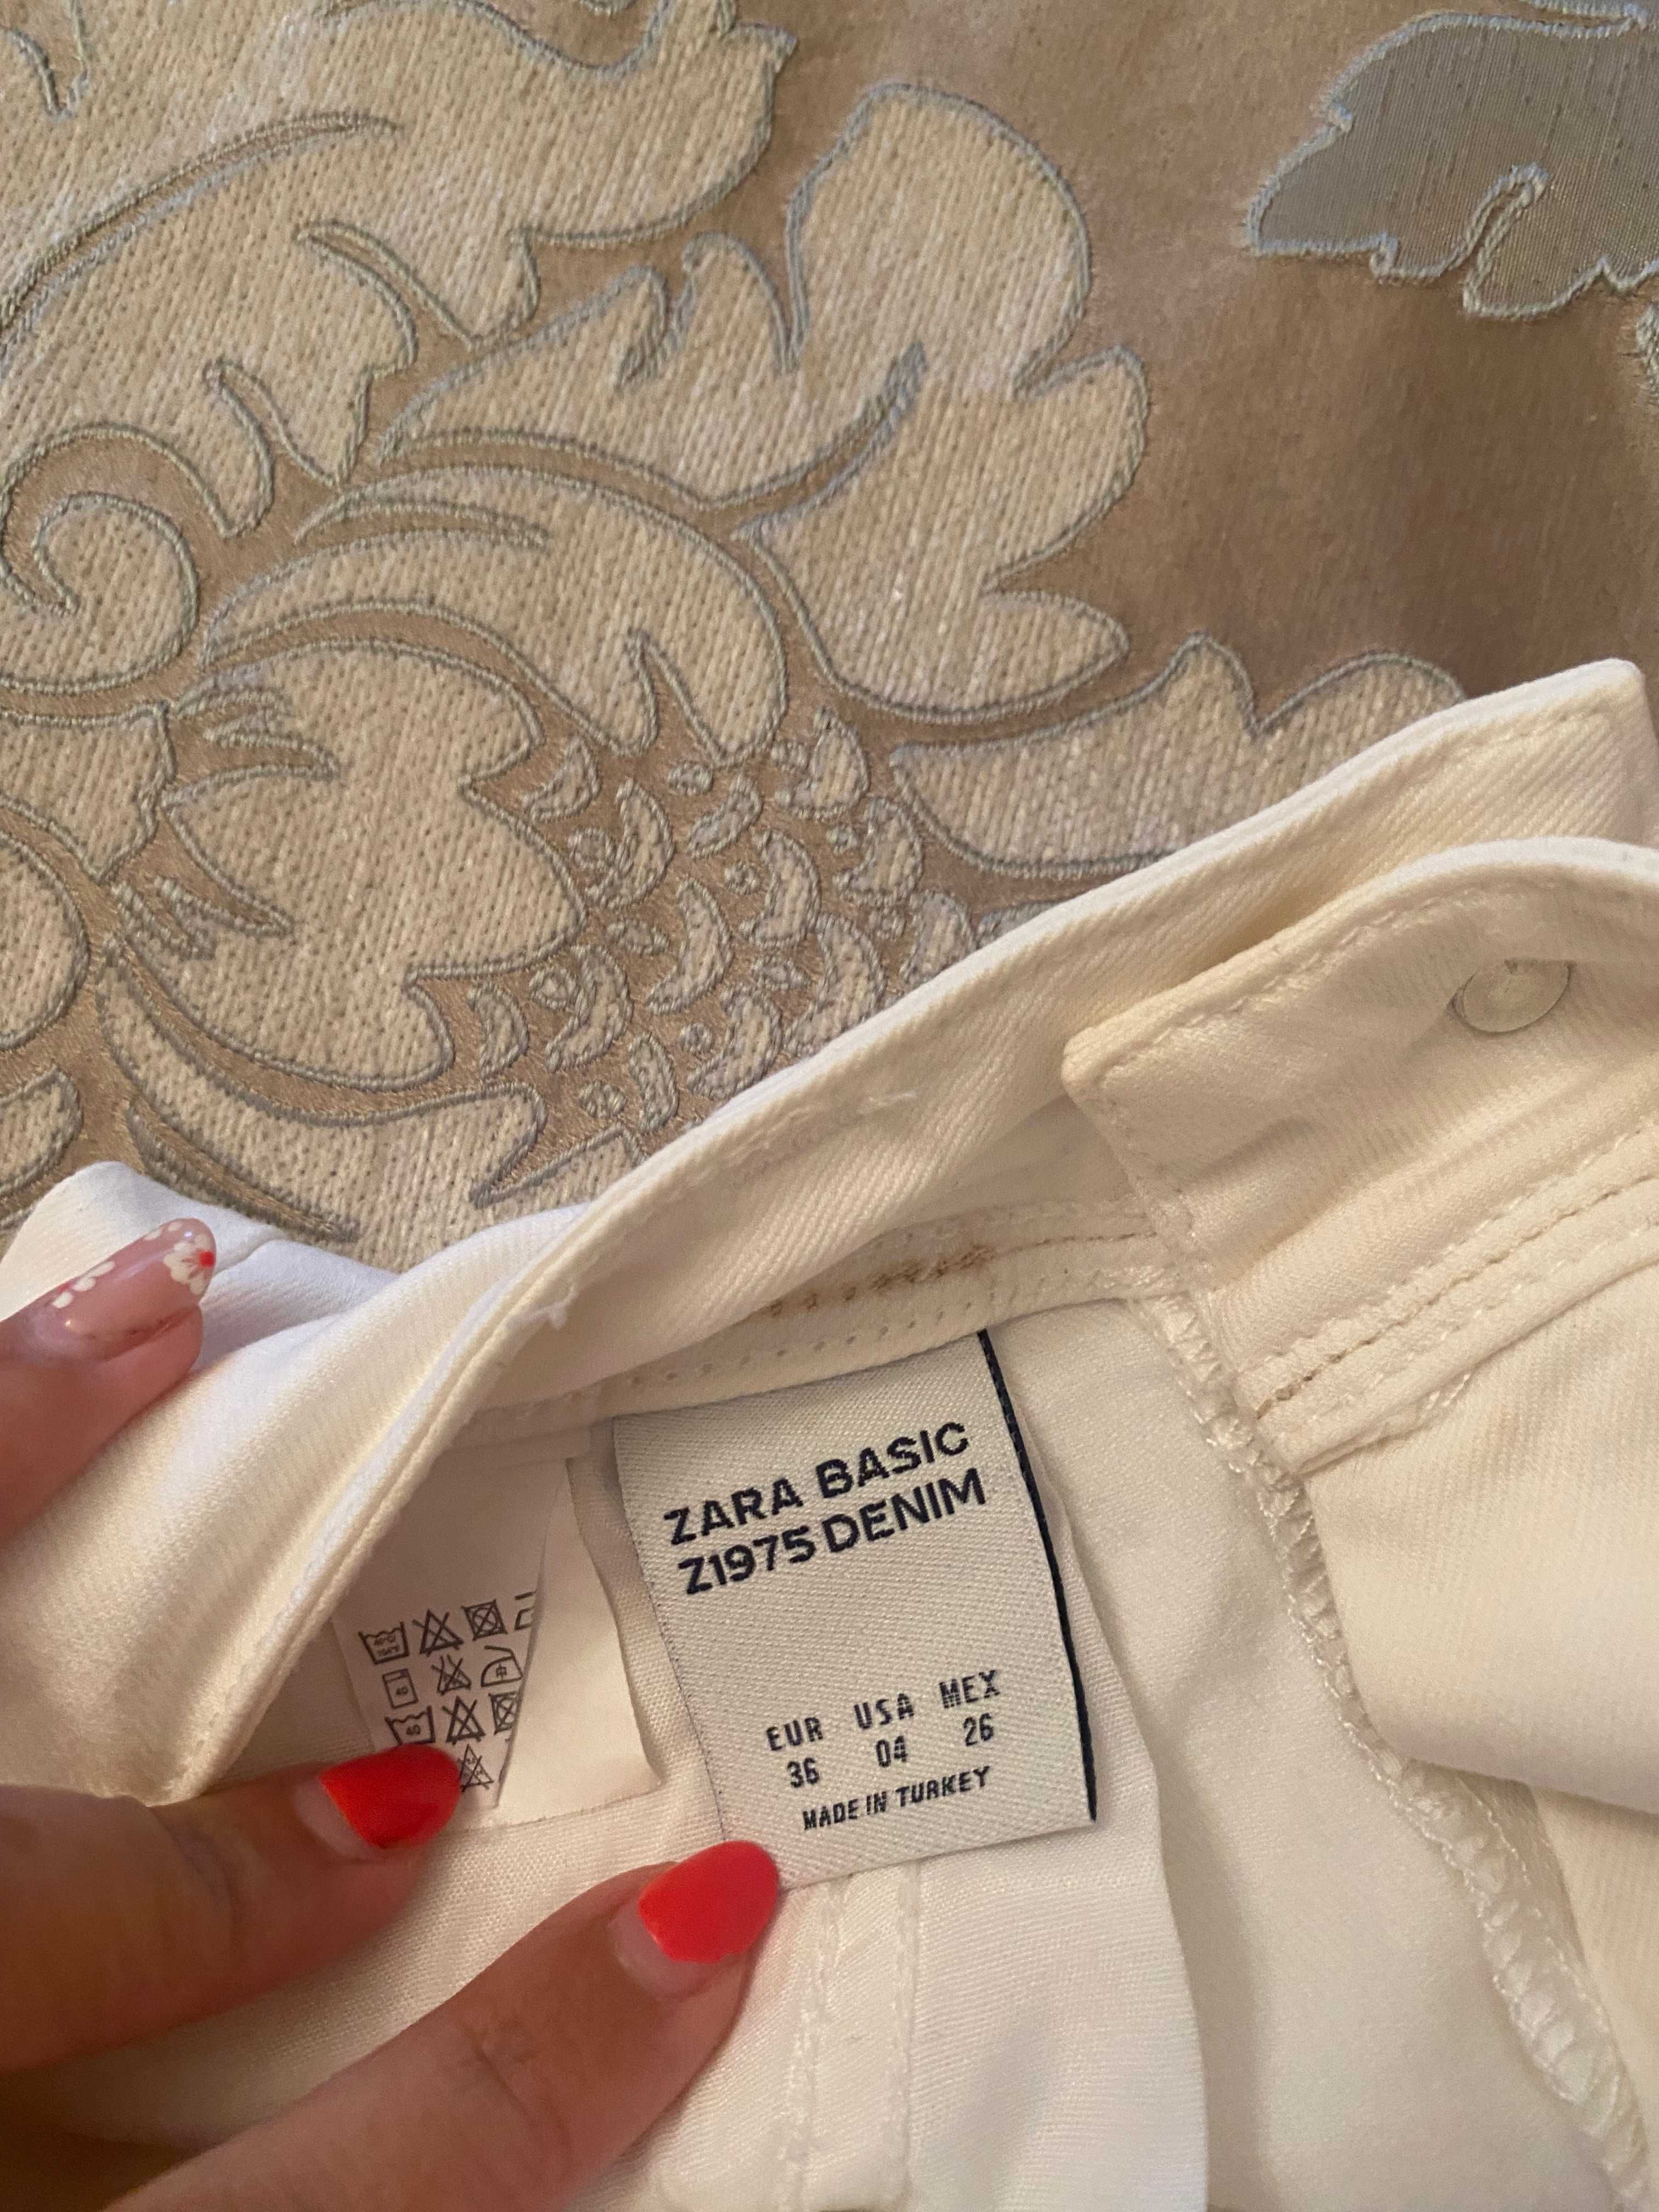 ZARA BASIC
Z1975 DENIM
EUR USA MEX
36 04 26
MADE IN TURKEY